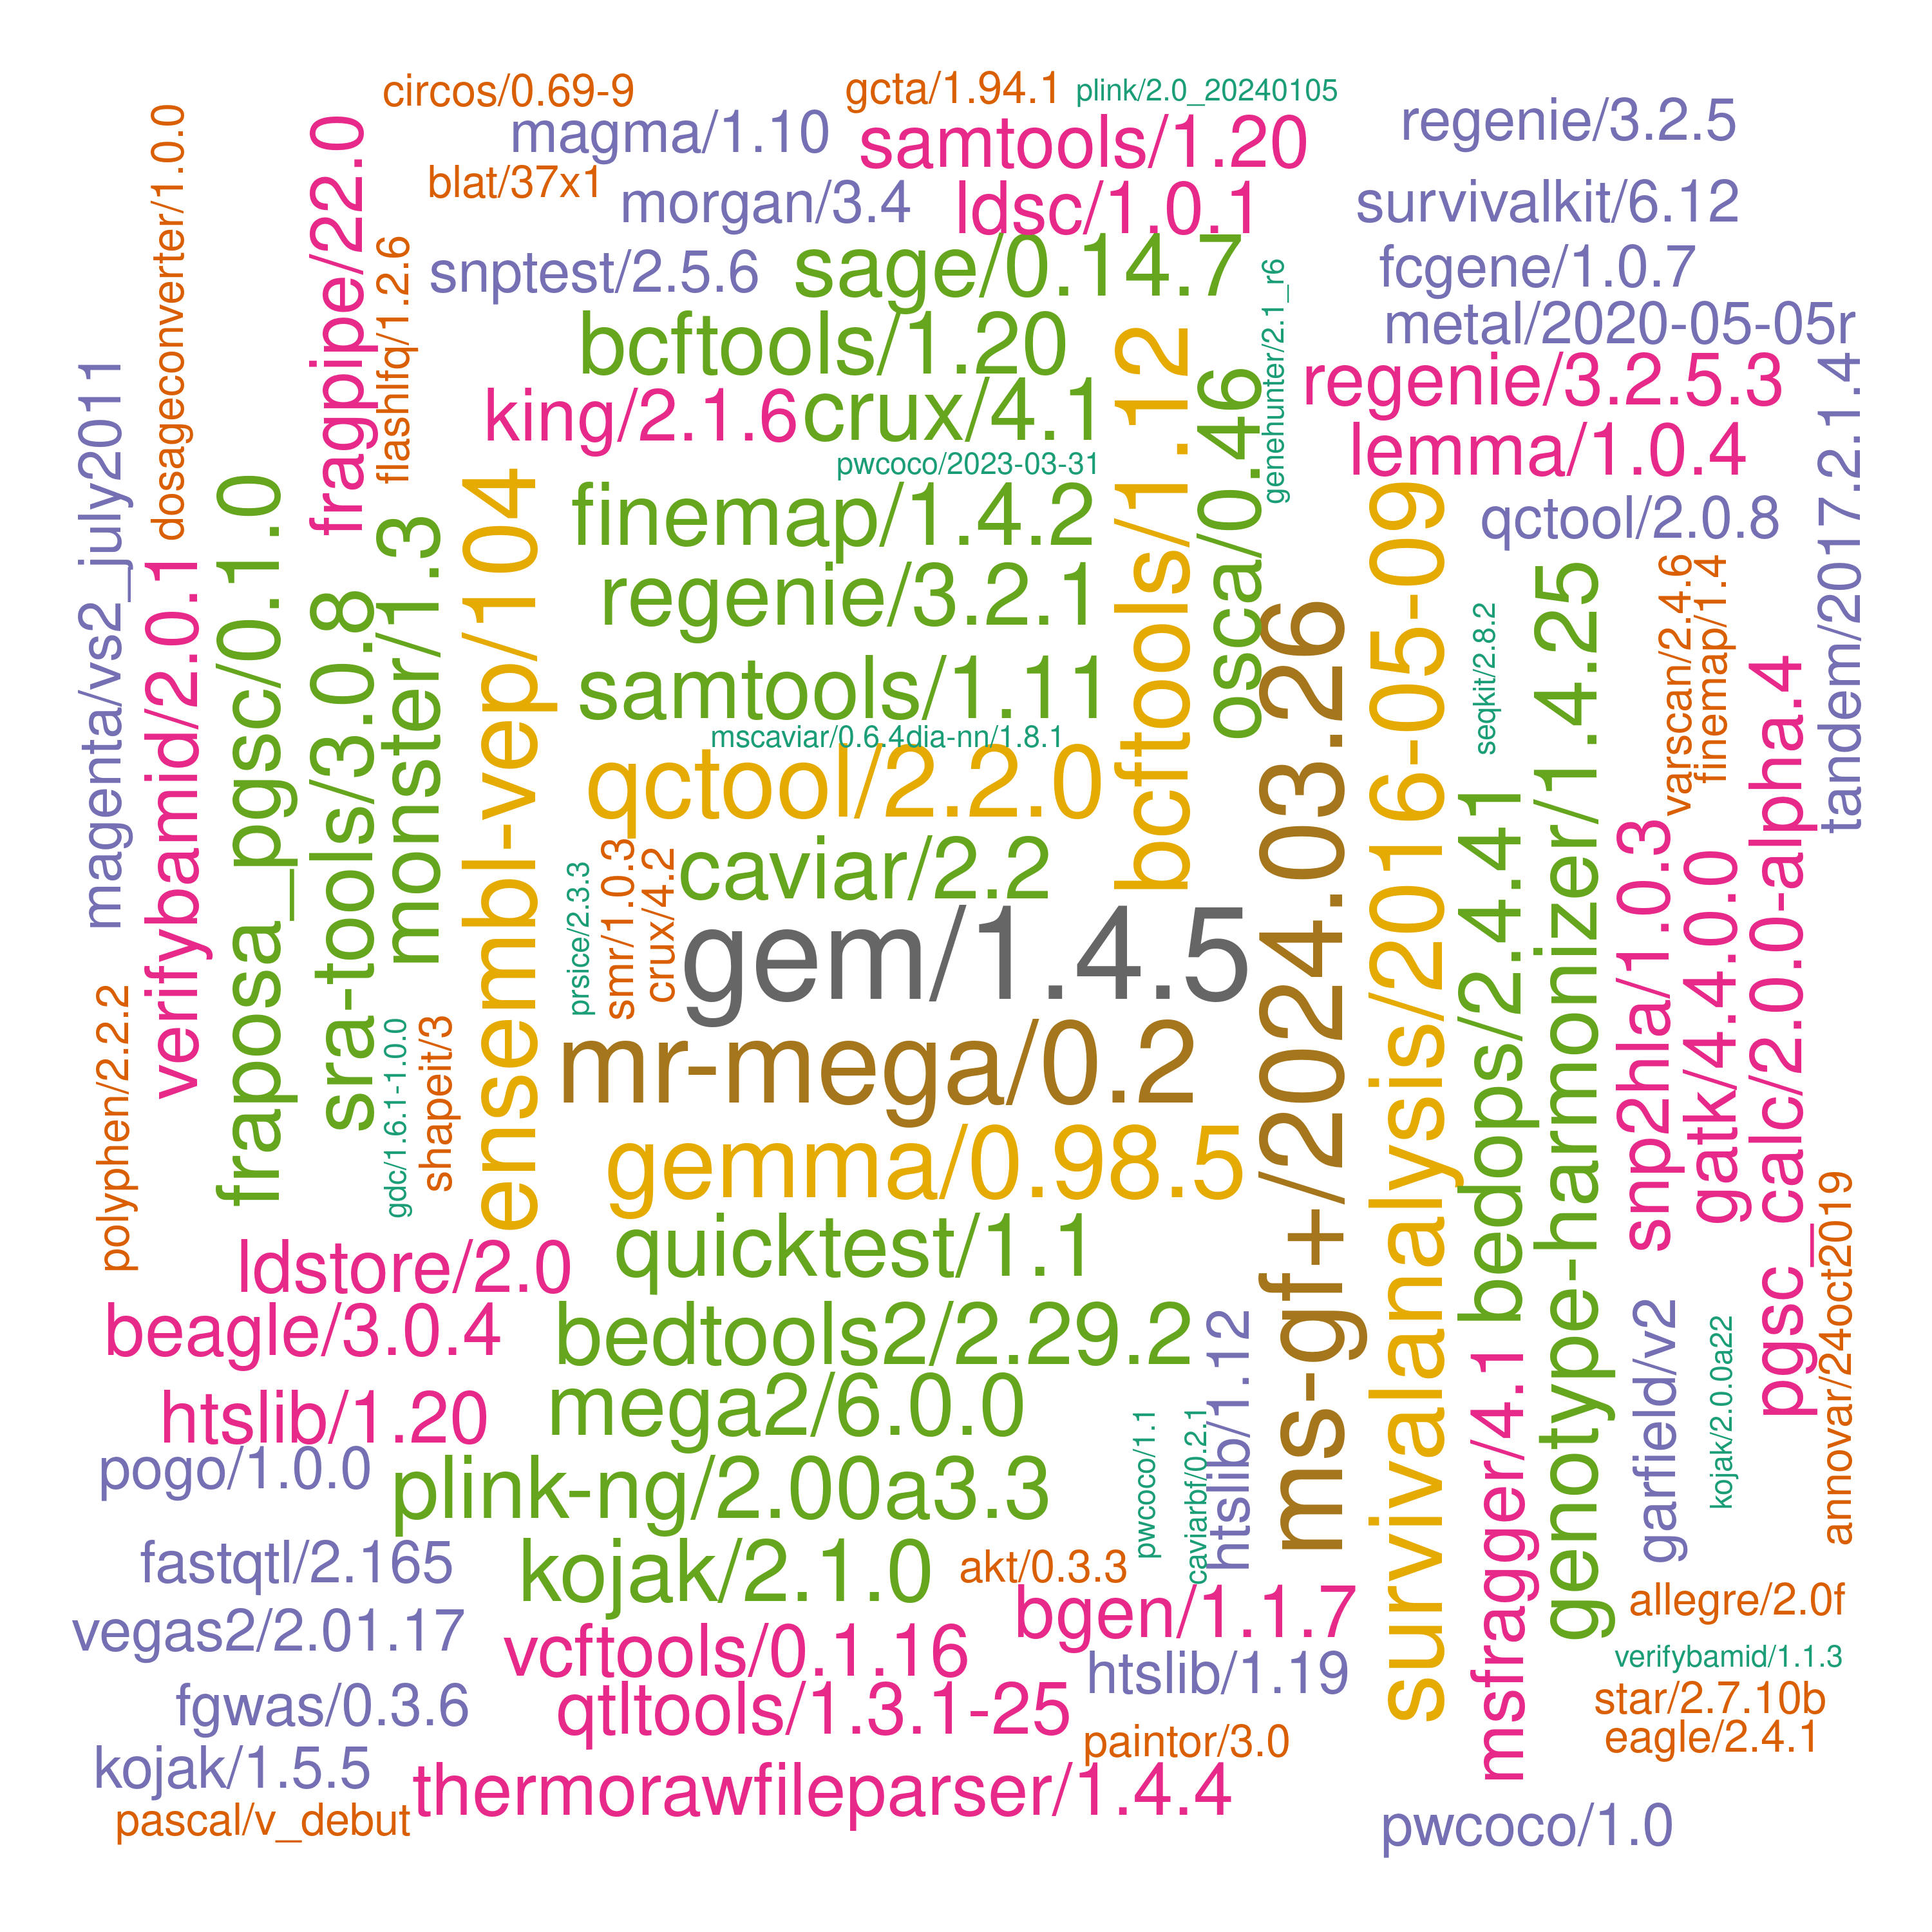 circos/0.69-9
gcta/1.94.1
plink/2.0_20240105
magma/1.10
samtools/1.20
regenie/3.2.5
blat/37x1
morgan/3.4
ldsc/1.0.1
survivalkit/6.12
dosageconverter/1.0.0
fragpipe/22.0
flashlfq/1.2.6
snptest/2.5.6
sage/0.14.7
genehunter/2.1_r6
fcgene/1.0.7
metal/2020-05-05r
bcftools/1.20
bcftools/1.12
regenie/3.2.5.3
magenta/vs2_july2011
king/2.1.6
crux/4.1
osca/0.46
lemma/1.0.4
tandem/2017.2.1.4
pwcoco/2023-03-31
fraposa_pgsc/0.1.0
ensembl-vep/104
finemap/1.4.2
survivalanalysis/2016-05-09
qctool/2.0.8
verifybamid/2.0.1
sra-tools/3.0.8
monster/1.3
regenie/3.2.1
ms-gf+/2024.03.26
seqkit/2.8.2
genotype-harmonizer/1.4.25
varscan/2.4.6
finemap/1.4
samtools/1.11
pgsc_calc/2.0.0-alpha.4
mscaviar/0.6.4
dia-nn/1.8.1
qctool/2.2.0
bedops/2.4.41
snp2hla/1.0.3
gatk/4.4.0.0
prsice/2.3.3
smr/1.0.3
crux/4.2
caviar/2.2
gem/1.4.5
polyphen/2.2.2
gdc/1.6.1-1.0.0
shapeit/3
mr-mega/0.2
gemma/0.98.5
annovar/24oct2019
ldstore/2.0
quicktest/1.1
beagle/3.0.4
bedtools2/2.29.2
htslib/1.12
msfragger/4.1
garfield/v2
kojak/2.0.0a22
htslib/1.20
mega2/6.0.0
pwcoco/1.1
caviarbf/0.2.1
pogo/1.0.0
plink-ng/2.00a3.3
fastqtl/2.165
kojak/2.1.0
akt/0.3.3
bgen/1.1.7
allegre/2.0f
vegas2/2.01.17
vcftools/0.1.16
htslib/1.19
verifybamid/1.1.3
fgwas/0.3.6
qtltools/1.3.1-25
star/2.7.10b
paintor/3.0
eagle/2.4.1
kojak/1.5.5
thermorawfileparser/1.4.4
pascal/v_debut
pwcoco/1.0